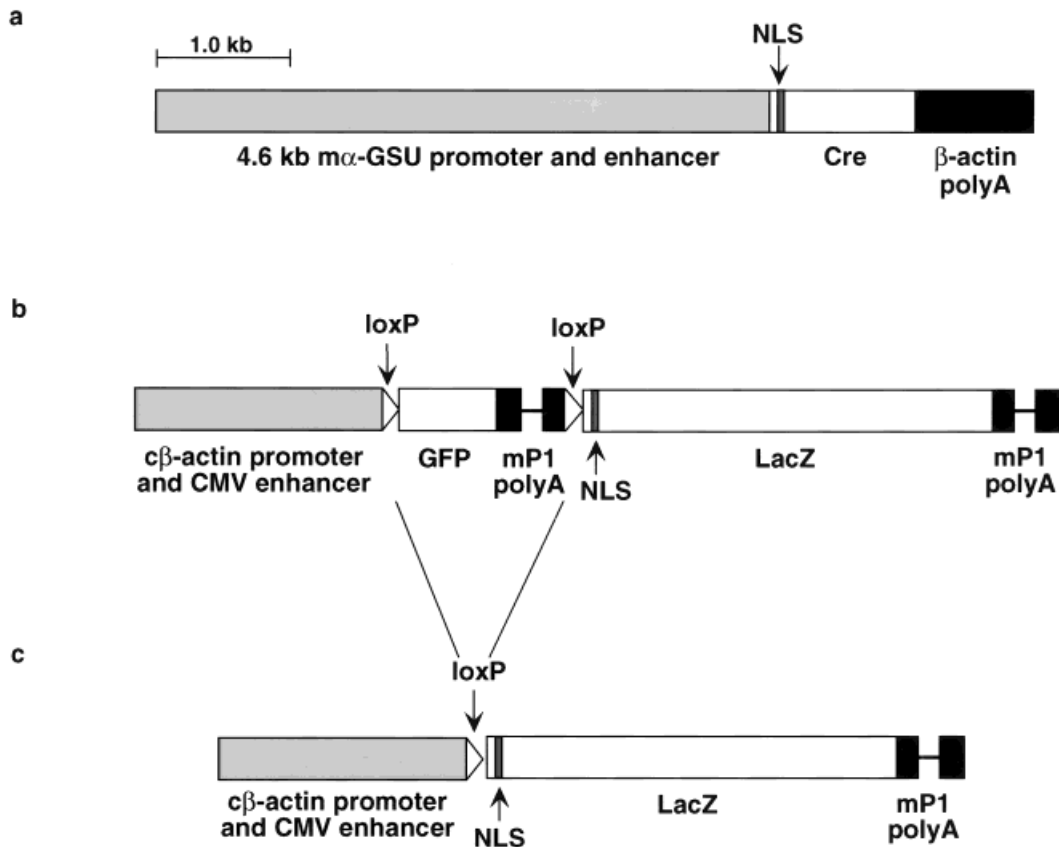 a
1.0 kb
NLS
4.6 kb mα-GSU promoter and enhancer
Cre
β-actin
polyA
b
loxP
loxP
cβ-actin promoter
and CMV enhancer
GFP
mP1
polyA
NLS
LacZ
mP1
polyA
c
loxP
cβ-actin promoter
and CMV enhancer
NLS
LacZ
mP1
polyA